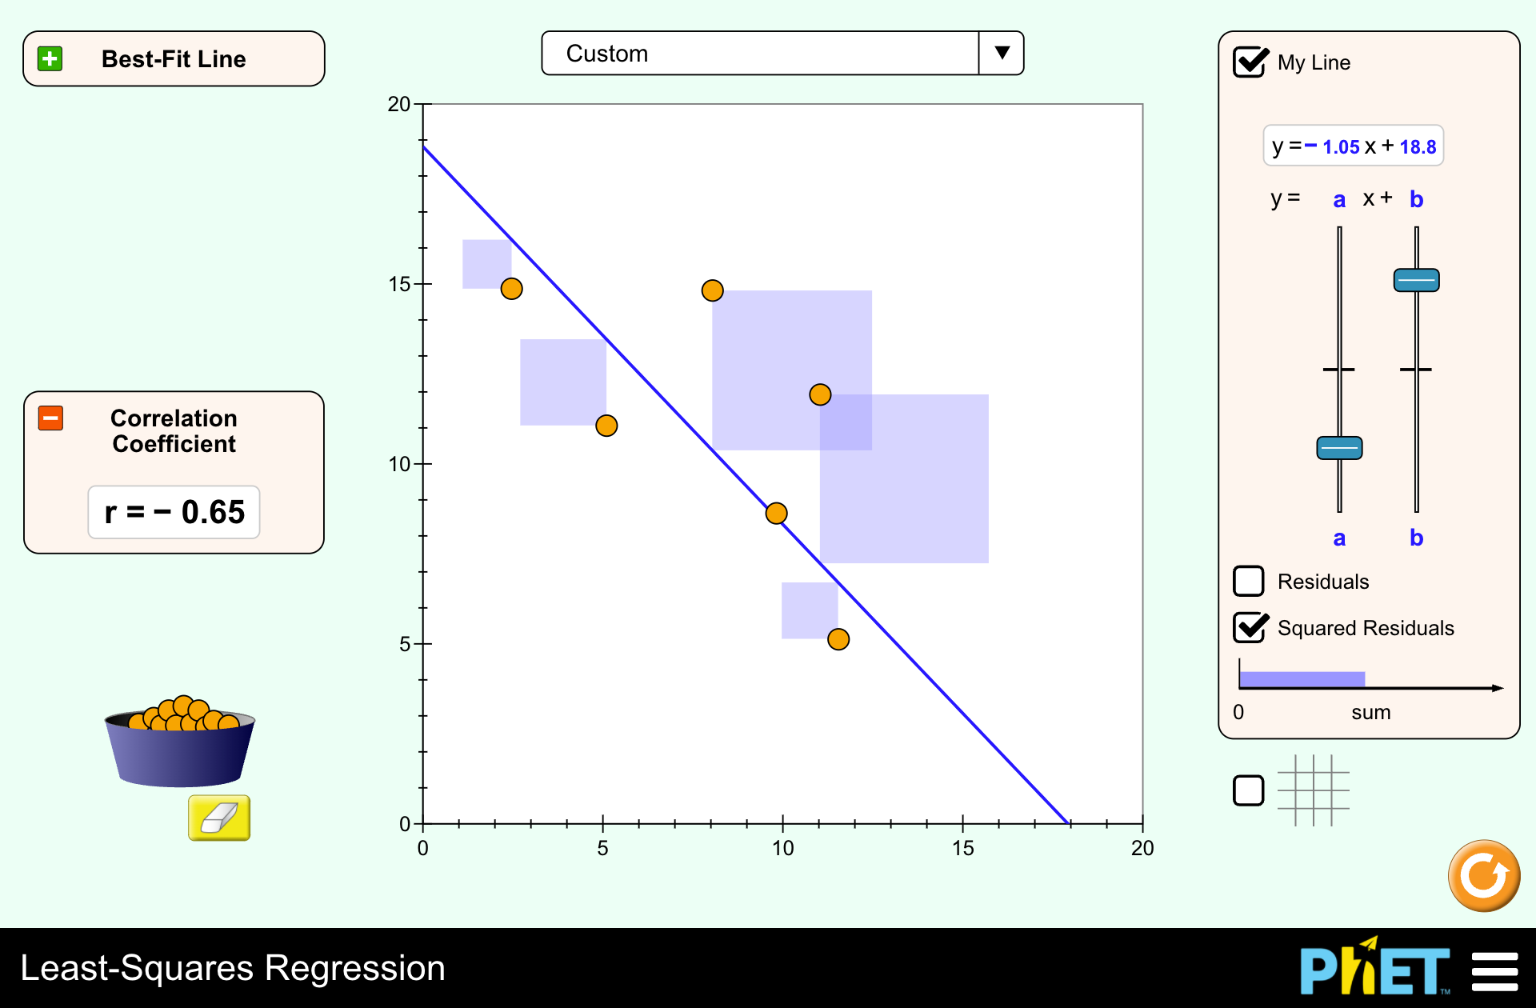 Best-Fit Line
Custom
My Line
y = − 1.05 x + 18.8
y = a x + b
a b
Residuals
Squared Residuals
0 sum
Correlation
Coefficient
r = − 0.65
20
15
10
5
0
0 5 10 15 20
Least-Squares Regression
PhET™